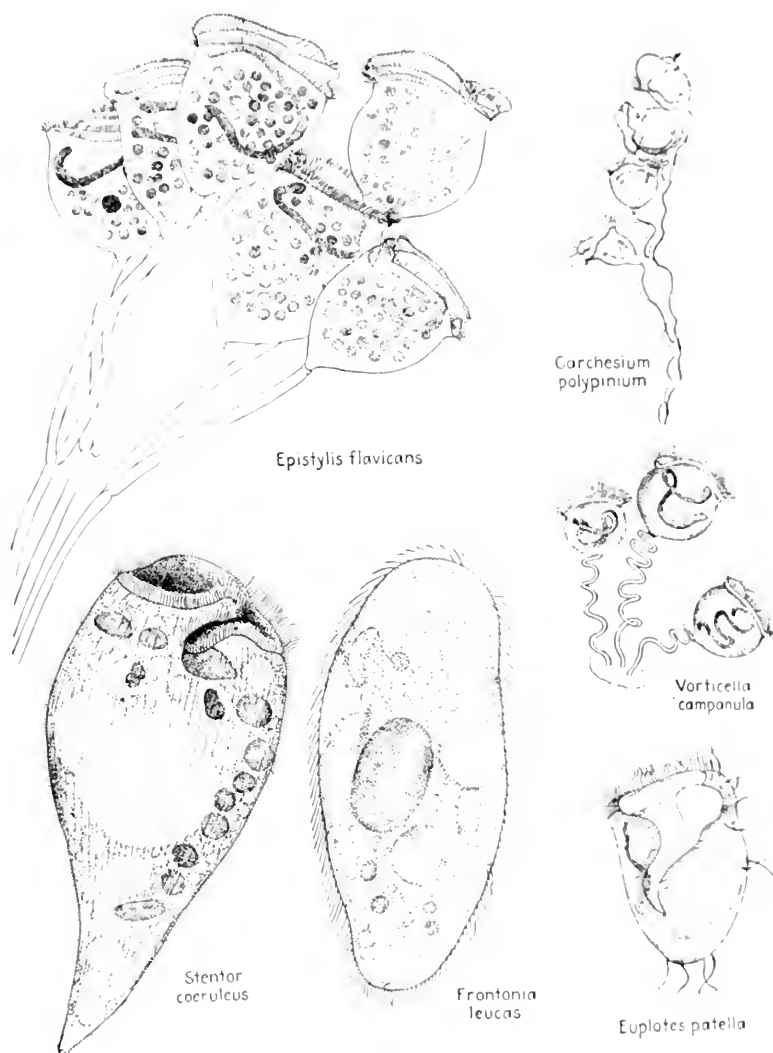 Epistylis flavicans
Carchesium
polypinium
Vorticella
campanula
Stentor
coeruleus
Frontonia
leucas
Euplotes patella